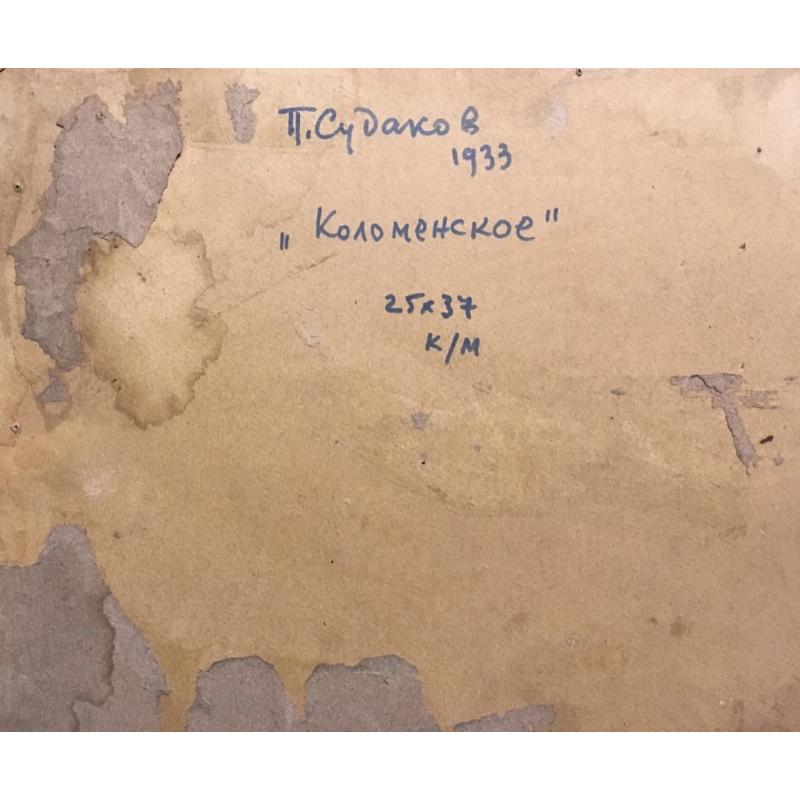 П. Судаков
1933
„Коломенское"
25х37
к/м